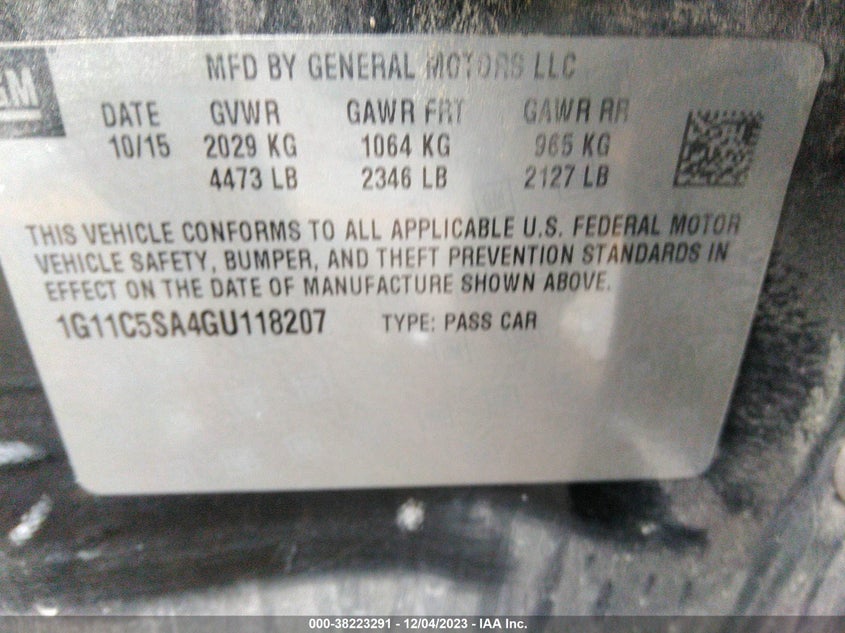 GM
MFD BY GENERAL MOTORS LLC
DATE GVWR GAWR FRT GAWR RR
10/15 2029 KG 1064 KG 965 KG
4473 LB 2346 LB 2127 LB
THIS VEHICLE CONFORMS TO ALL APPLICABLE U.S. FEDERAL MOTOR
VEHICLE SAFETY, BUMPER, AND THEFT PREVENTION STANDARDS IN
EFFECT ON THE DATE OF MANUFACTURE SHOWN ABOVE.
1G11C5SA4GU118207 TYPE: PASS CAR
000-38223291 - 12/04/2023 - IAA Inc.